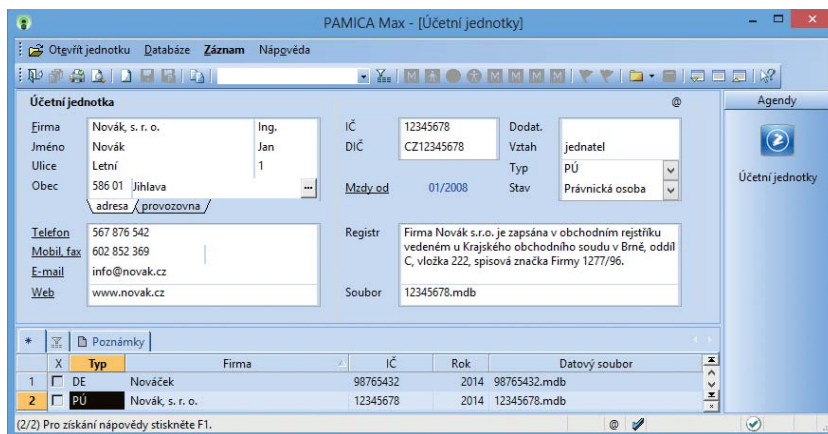 PAMICA Max - [Účetní jednotky]
Otevřít jednotku Databáze Záznam Nápověda
Účetní jednotka @
Firma Novák, s. r. o. Ing. IČ 12345678 Dodat.
Jméno Novák Jan DIČ CZ12345678 Vztah jednatel
Ulice Letní 1 Typ PÚ
Obec 586 01 Jihlava ... Mzdy od 01/2008 Stav Právnická osoba
adresa provozovna
Telefon 567 876 542 Registr Firma Novák s.r.o. je zapsána v obchodním rejstříku
Mobil, fax 602 852 369 vedeném u Krajského obchodního soudu v Brně, oddíl
E-mail info@novak.cz C, vložka 222, spisová značka Firmy 1277/96.
Web www.novak.cz Soubor 12345678.mdb
Agendy
Účetní jednotky
* Poznámky
X Typ Firma IČ Rok Datový soubor
1 DE Nováček 98765432 2014 98765432.mdb
2 PÚ Novák, s. r. o. 12345678 2014 12345678.mdb
(2/2) Pro získání nápovědy stiskněte F1. @